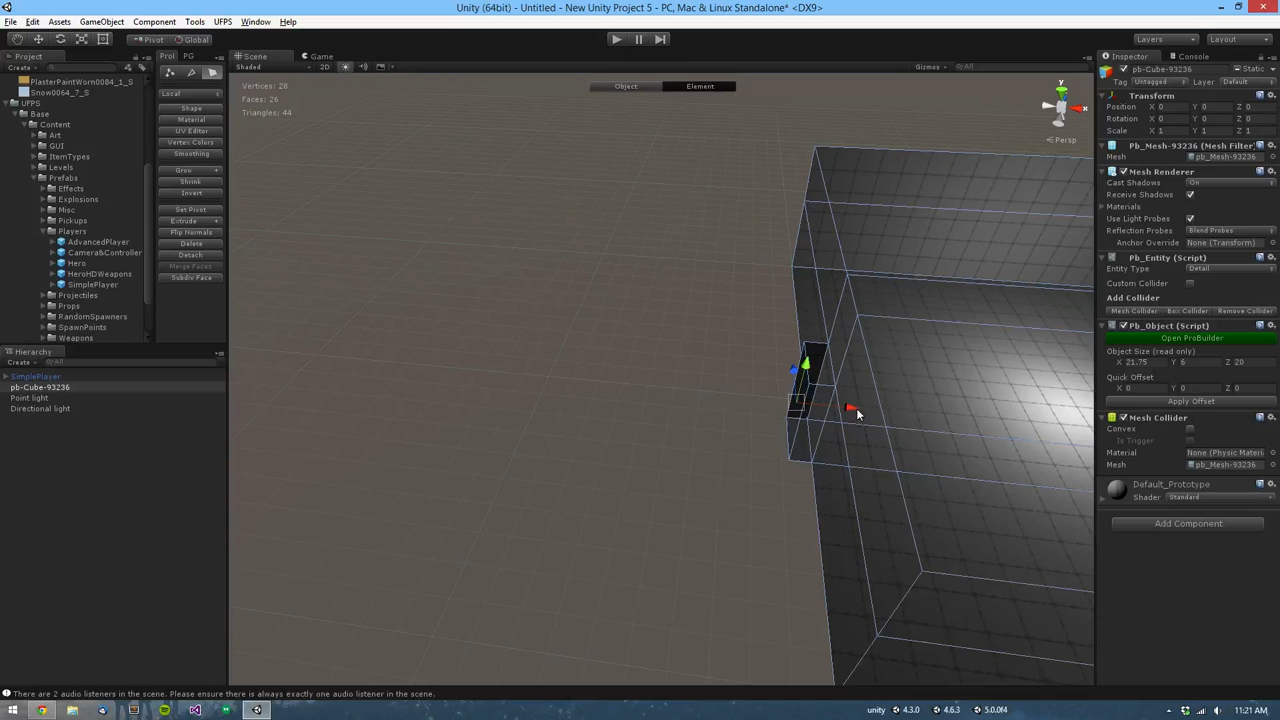 Unity (64bit) - Untitled - New Unity Project 5 - PC, Mac & Linux Standalone* <DX9>
File Edit Assets GameObject Component Tools UFPS Window Help
Pivot Global
Layers Layout
Project
Create
PlasterPaintWorn0084_1_S
Snow0064_7_S
UFPS
Base
Content
Art
GUI
ItemTypes
Levels
Prefabs
Effects
Explosions
Misc
Pickups
Players
AdvancedPlayer
Camera&Controller
Hero
HeroHDWeapons
SimplePlayer
Projectiles
Props
RandomSpawners
SpawnPoints
Weapons
Hierarchy
Create All
SimplePlayer
pb-Cube-93236
Point light
Directional light
Prol PG
Local
Shape
Material
UV Editor
Vertex Colors
Smoothing
Grow +
Shrink
Invert
Set Pivot
Extrude +
Flip Normals
Delete
Detach
Merge Faces
Subdiv Face
Scene Game
Shaded 2D Gizmos All
Vertices: 28
Faces: 26
Triangles: 44
Object Element
y
x
Persp
Inspector Console
pb-Cube-93236 Static
Tag Untagged Layer Default
Transform
Position X 0 Y 0 Z 0
Rotation X 0 Y 0 Z 0
Scale X 1 Y 1 Z 1
Pb_Mesh-93236 (Mesh Filter)
Mesh pb_Mesh-93236
Mesh Renderer
Cast Shadows On
Receive Shadows
Materials
Use Light Probes
Reflection Probes Blend Probes
Anchor Override None (Transform)
Pb_Entity (Script)
Entity Type Detail
Custom Collider
Add Collider
Mesh Collider Box Collider Remove Collider
Pb_Object (Script)
Open ProBuilder
Object Size (read only)
X 21.75 Y 6 Z 20
Quick Offset
X 0 Y 0 Z 0
Apply Offset
Mesh Collider
Convex
Is Trigger
Material None (Physic Materi
Mesh pb_Mesh-93236
Default_Prototype
Shader Standard
Add Component
There are 2 audio listeners in the scene. Please ensure there is always exactly one audio listener in the scene.
unity 4.3.0 4.6.3 5.0.0f4 11:21 AM